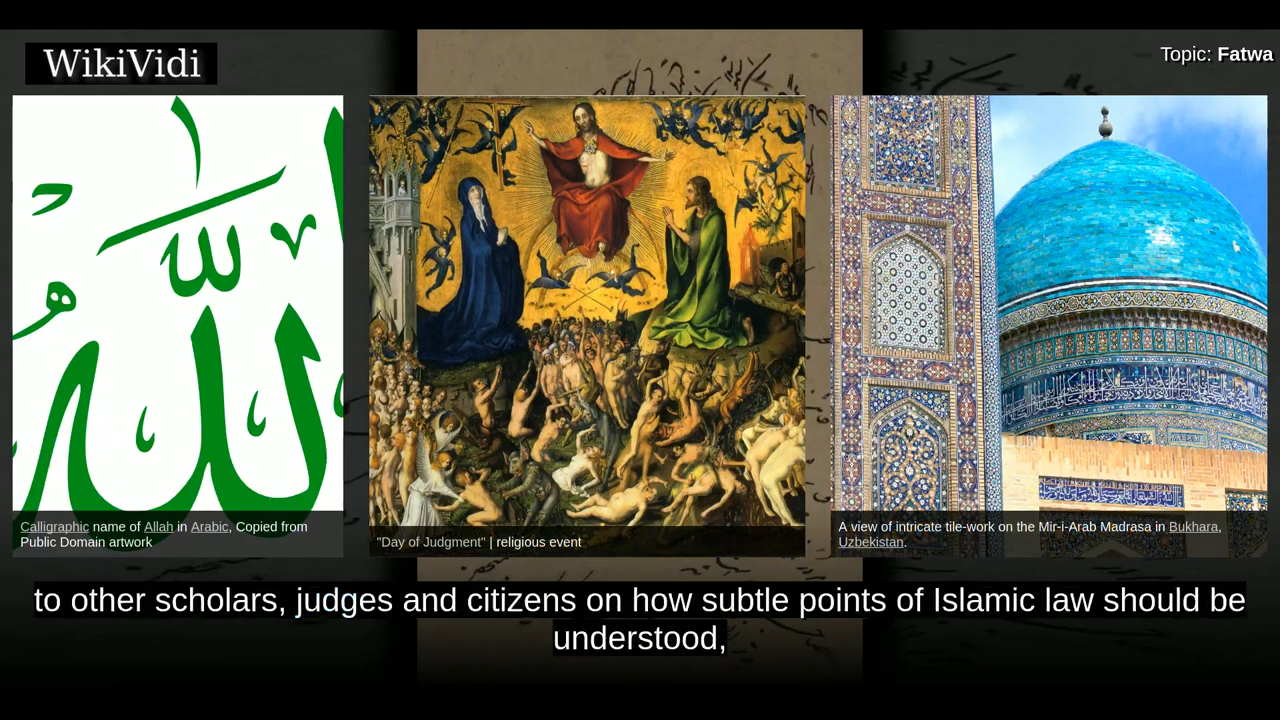 WikiVidi
Topic: Fatwa
الله
Calligraphic name of Allah in Arabic, Copied from
Public Domain artwork
"Day of Judgment" | religious event
A view of intricate tile-work on the Mir-i-Arab Madrasa in Bukhara,
Uzbekistan.
to other scholars, judges and citizens on how subtle points of Islamic law should be
understood,